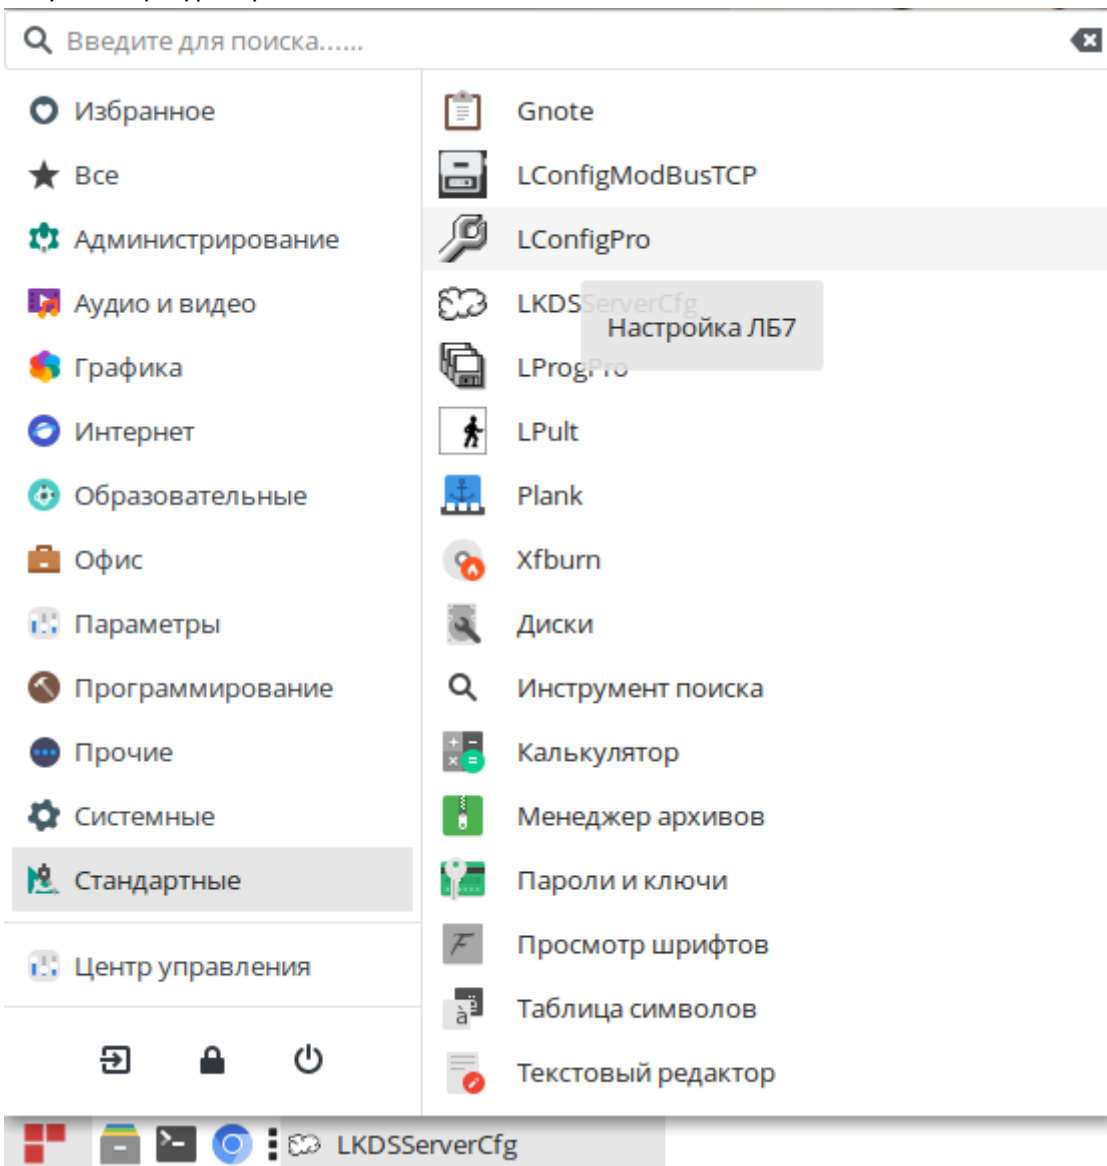 Введите для поиска......
Избранное
Все
Администрирование
Аудио и видео
Графика
Интернет
Образовательные
Офис
Параметры
Программирование
Прочие
Системные
Стандартные
Центр управления
Gnote
LConfigModBusTCP
LConfigPro
LKDSServerCfg
Настройка ЛБ7
LProgPro
LPult
Plank
Xfburn
Диски
Инструмент поиска
Калькулятор
Менеджер архивов
Пароли и ключи
Просмотр шрифтов
Таблица символов
Текстовый редактор
LKDSServerCfg